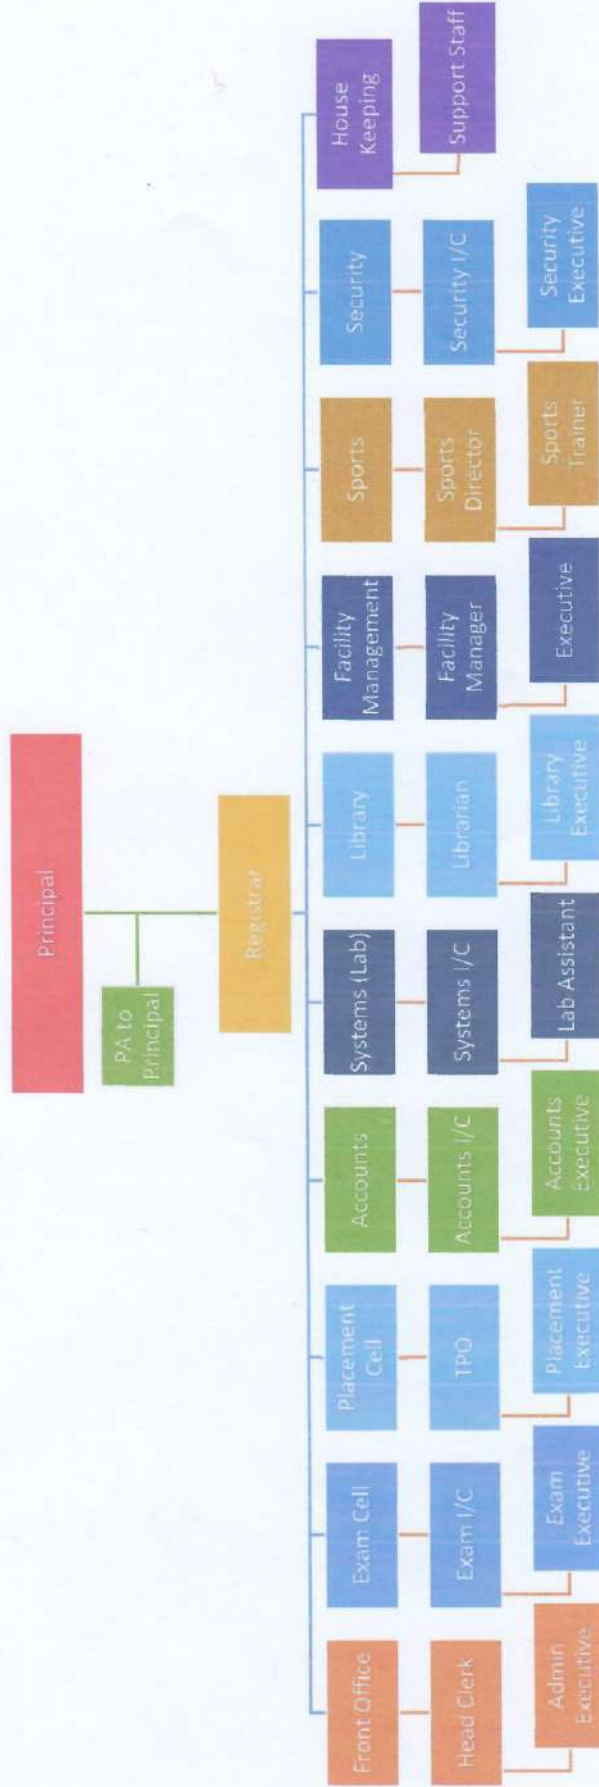 Principal
PA to
Principal
Registrar
Front Office
Exam Cell
Placement
Cell
Accounts
Systems (Lab)
Library
Facility
Management
Sports
Security
House
Keeping
Head Clerk
Exam I/C
TPO
Accounts I/C
Systems I/C
Librarian
Facility
Manager
Sports
Director
Security I/C
Support Staff
Admin
Executive
Exam
Executive
Placement
Executive
Accounts
Executive
Lab Assistant
Library
Executive
Executive
Sports
Trainer
Security
Executive